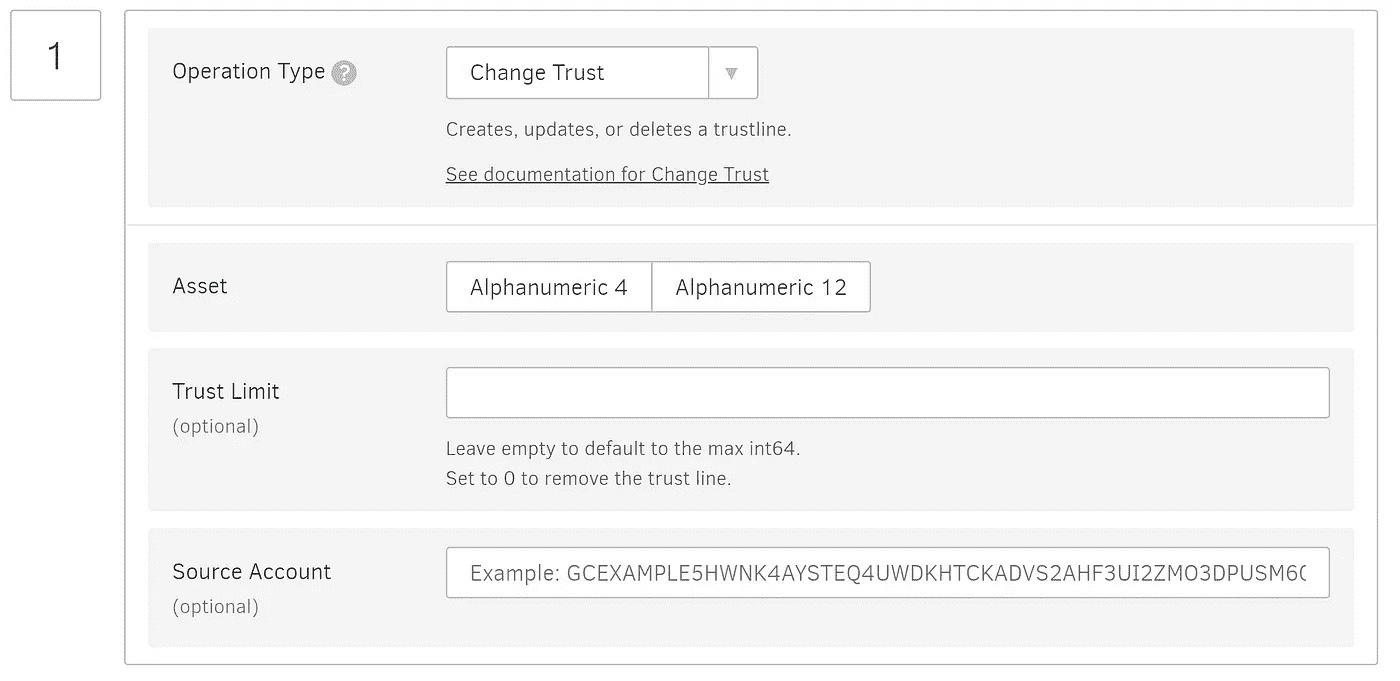 1
Operation Type ?
Change Trust
Creates, updates, or deletes a trustline.
See documentation for Change Trust
Asset
Alphanumeric 4
Alphanumeric 12
Trust Limit
(optional)
Leave empty to default to the max int64.
Set to 0 to remove the trust line.
Source Account
(optional)
Example: GCEXAMPLE5HWNK4AYSTEQ4UWDKHTCKADVS2AHF3UI2ZMO3DPUSM6